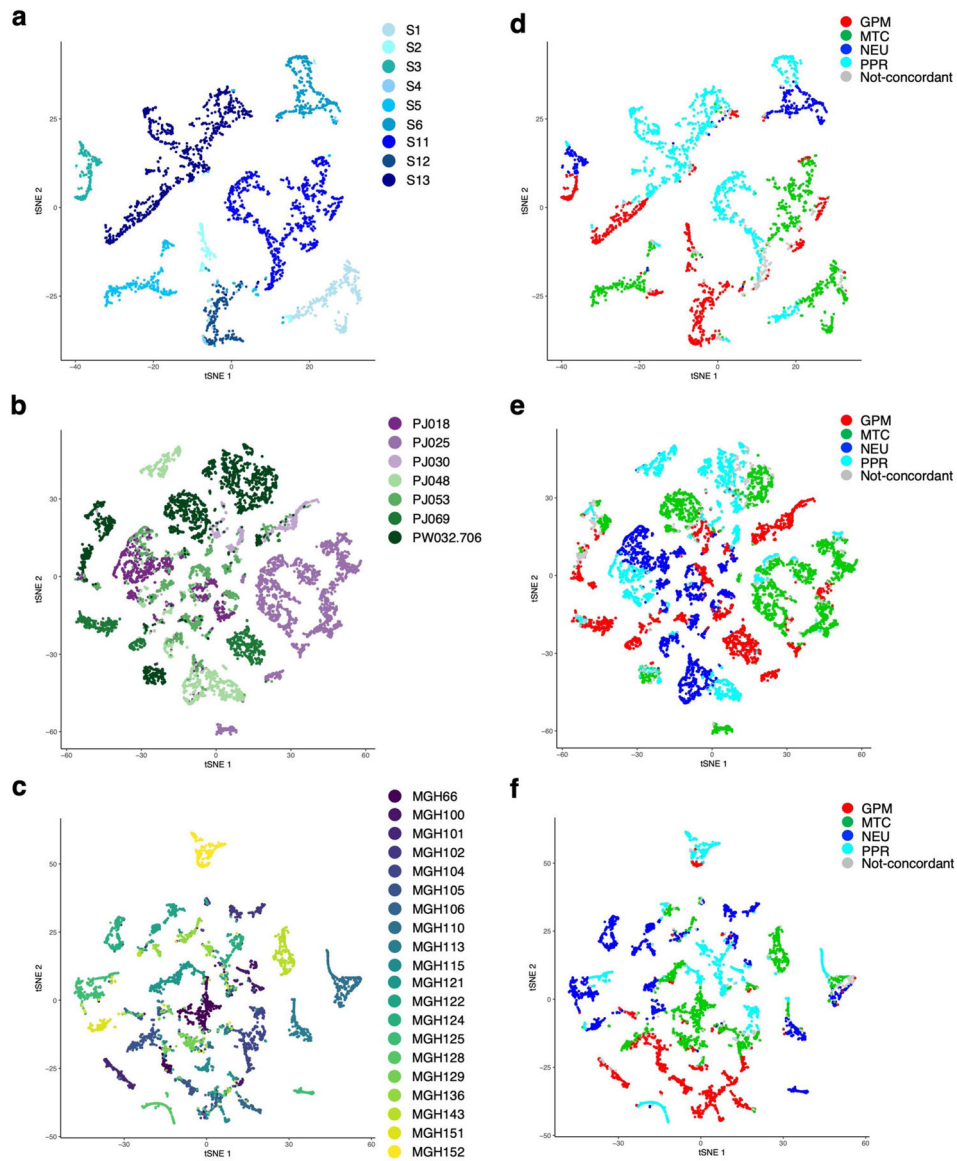 a
S1
S2
S3
S4
S5
S6
S11
S12
S13
tSNE 2
25
0
−25
−40
−20
0
20
tSNE 1
d
GPM
MTC
NEU
PPR
Not-concordant
tSNE 2
25
0
−25
−40
−20
0
20
tSNE 1
b
PJ018
PJ025
PJ030
PJ048
PJ053
PJ069
PW032.706
tSNE 2
30
0
−30
−60
−60
−30
0
30
60
tSNE 1
e
GPM
MTC
NEU
PPR
Not-concordant
tSNE 2
30
0
−30
−60
−60
−30
0
30
60
tSNE 1
c
MGH66
MGH100
MGH101
MGH102
MGH104
MGH105
MGH106
MGH110
MGH113
MGH115
MGH121
MGH122
MGH124
MGH125
MGH128
MGH129
MGH136
MGH143
MGH151
MGH152
tSNE 2
50
25
0
−25
−50
−30
0
30
60
tSNE 1
f
GPM
MTC
NEU
PPR
Not-concordant
tSNE 2
50
25
0
−25
−50
−30
0
30
60
tSNE 1